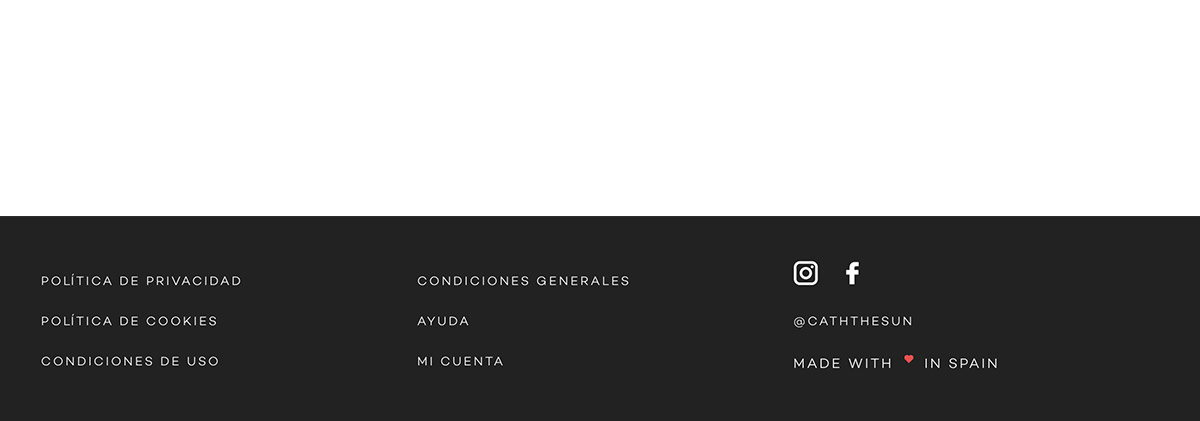 POLÍTICA DE PRIVACIDAD
POLÍTICA DE COOKIES
CONDICIONES DE USO
CONDICIONES GENERALES
AYUDA
MI CUENTA
@CATHTHESUN
MADE WITH ❤ IN SPAIN